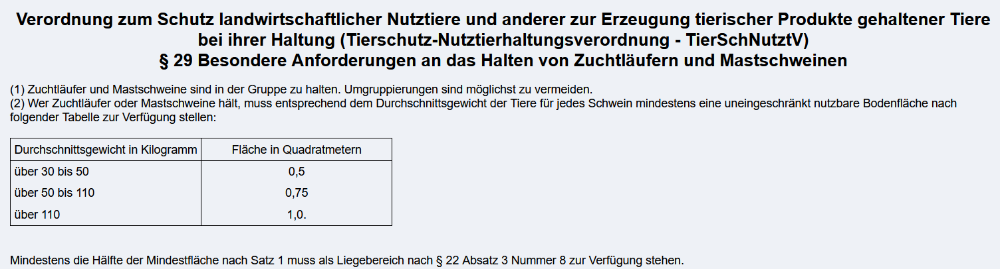 Verordnung zum Schutz landwirtschaftlicher Nutztiere und anderer zur Erzeugung tierischer Produkte gehaltener Tiere
bei ihrer Haltung (Tierschutz-Nutztierhaltungsverordnung - TierSchNutztV)
§ 29 Besondere Anforderungen an das Halten von Zuchtläufern und Mastschweinen
(1) Zuchtläufer und Mastschweine sind in der Gruppe zu halten. Umgruppierungen sind möglichst zu vermeiden.
(2) Wer Zuchtläufer oder Mastschweine hält, muss entsprechend dem Durchschnittsgewicht der Tiere für jedes Schwein mindestens eine uneingeschränkt nutzbare Bodenfläche nach
folgender Tabelle zur Verfügung stellen:
Durchschnittsgewicht in Kilogramm Fläche in Quadratmetern
über 30 bis 50 0,5
über 50 bis 110 0,75
über 110 1,0.
Mindestens die Hälfte der Mindestfläche nach Satz 1 muss als Liegebereich nach § 22 Absatz 3 Nummer 8 zur Verfügung stehen.